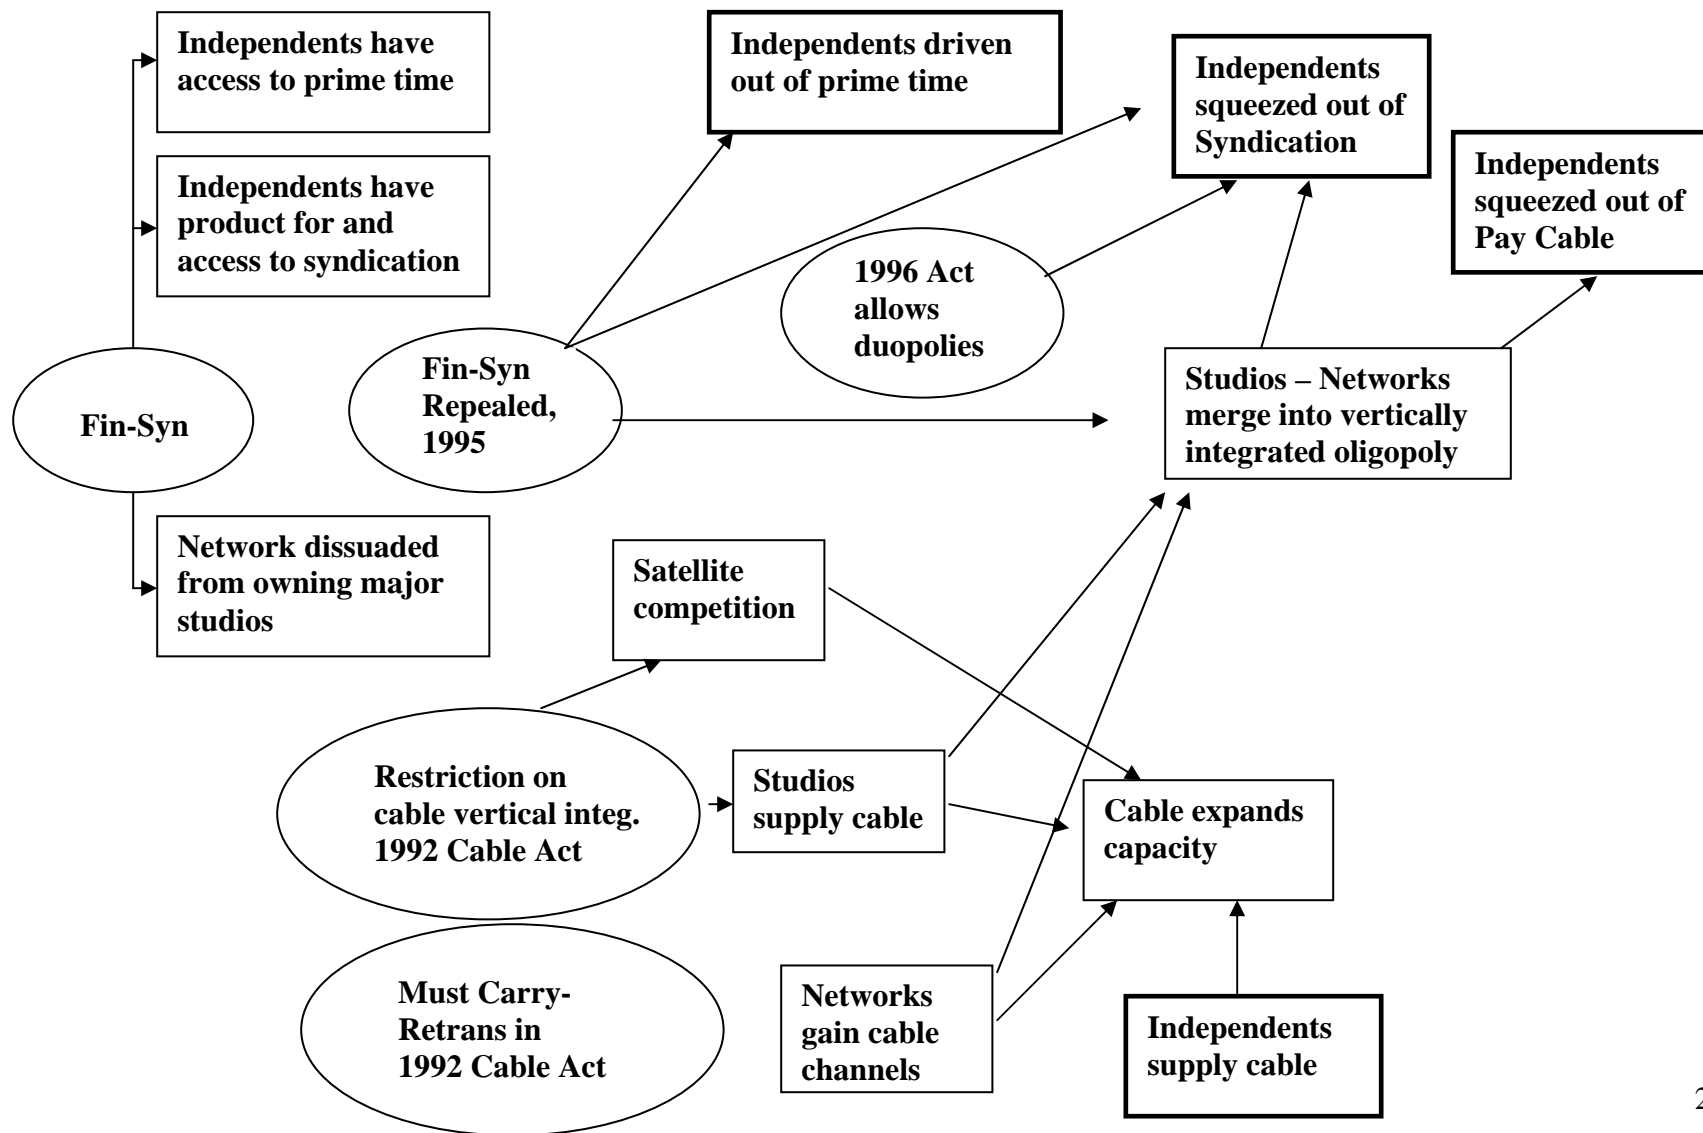 Independents have
access to prime time
Independents driven
out of prime time
Independents
squeezed out of
Syndication
Independents
squeezed out of
Pay Cable
Independents have
product for and
access to syndication
1996 Act
allows
duopolies
Fin-Syn
Fin-Syn
Repealed,
1995
Studios – Networks
merge into vertically
integrated oligopoly
Network dissuaded
from owning major
studios
Satellite
competition
Restriction on
cable vertical integ.
1992 Cable Act
Studios
supply cable
Cable expands
capacity
Must Carry-
Retrans in
1992 Cable Act
Networks
gain cable
channels
Independents
supply cable
2